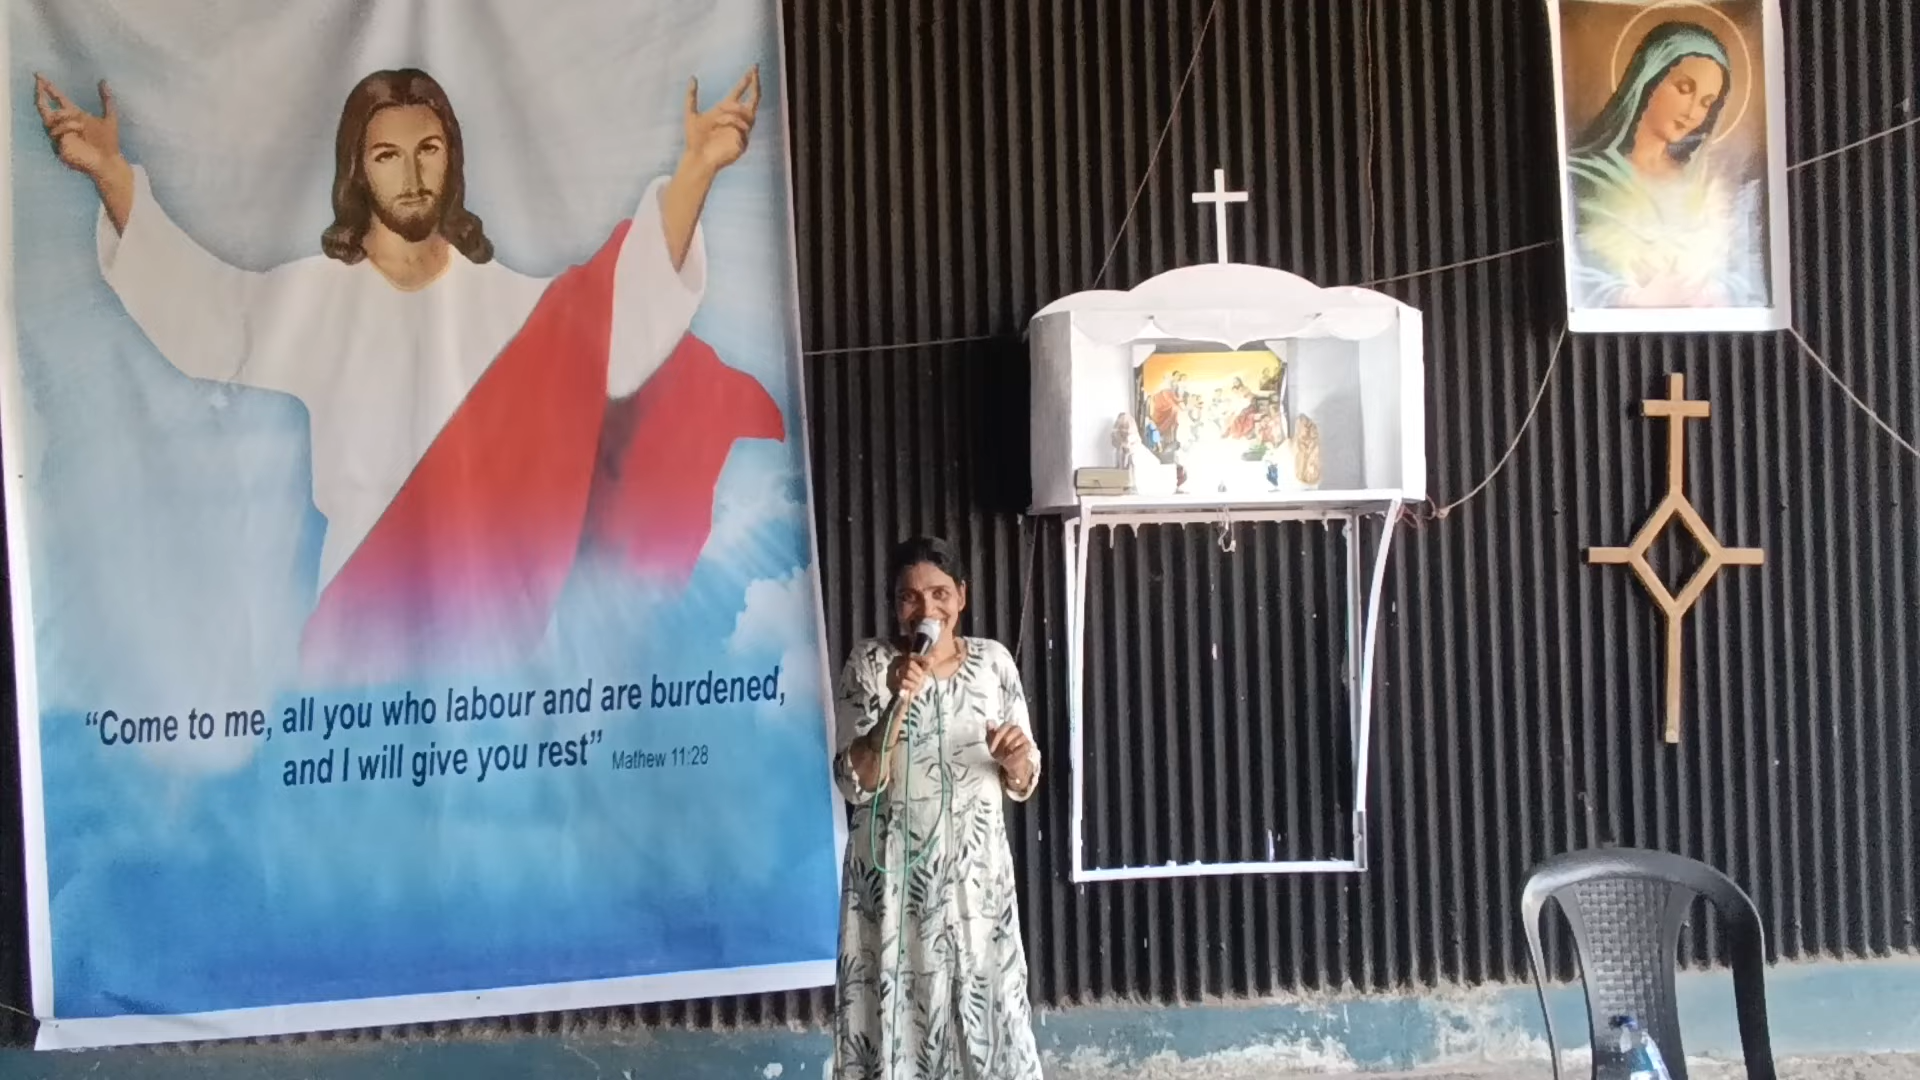 “Come to me, all you who labour and are burdened,
and I will give you rest” Mathew 11:28